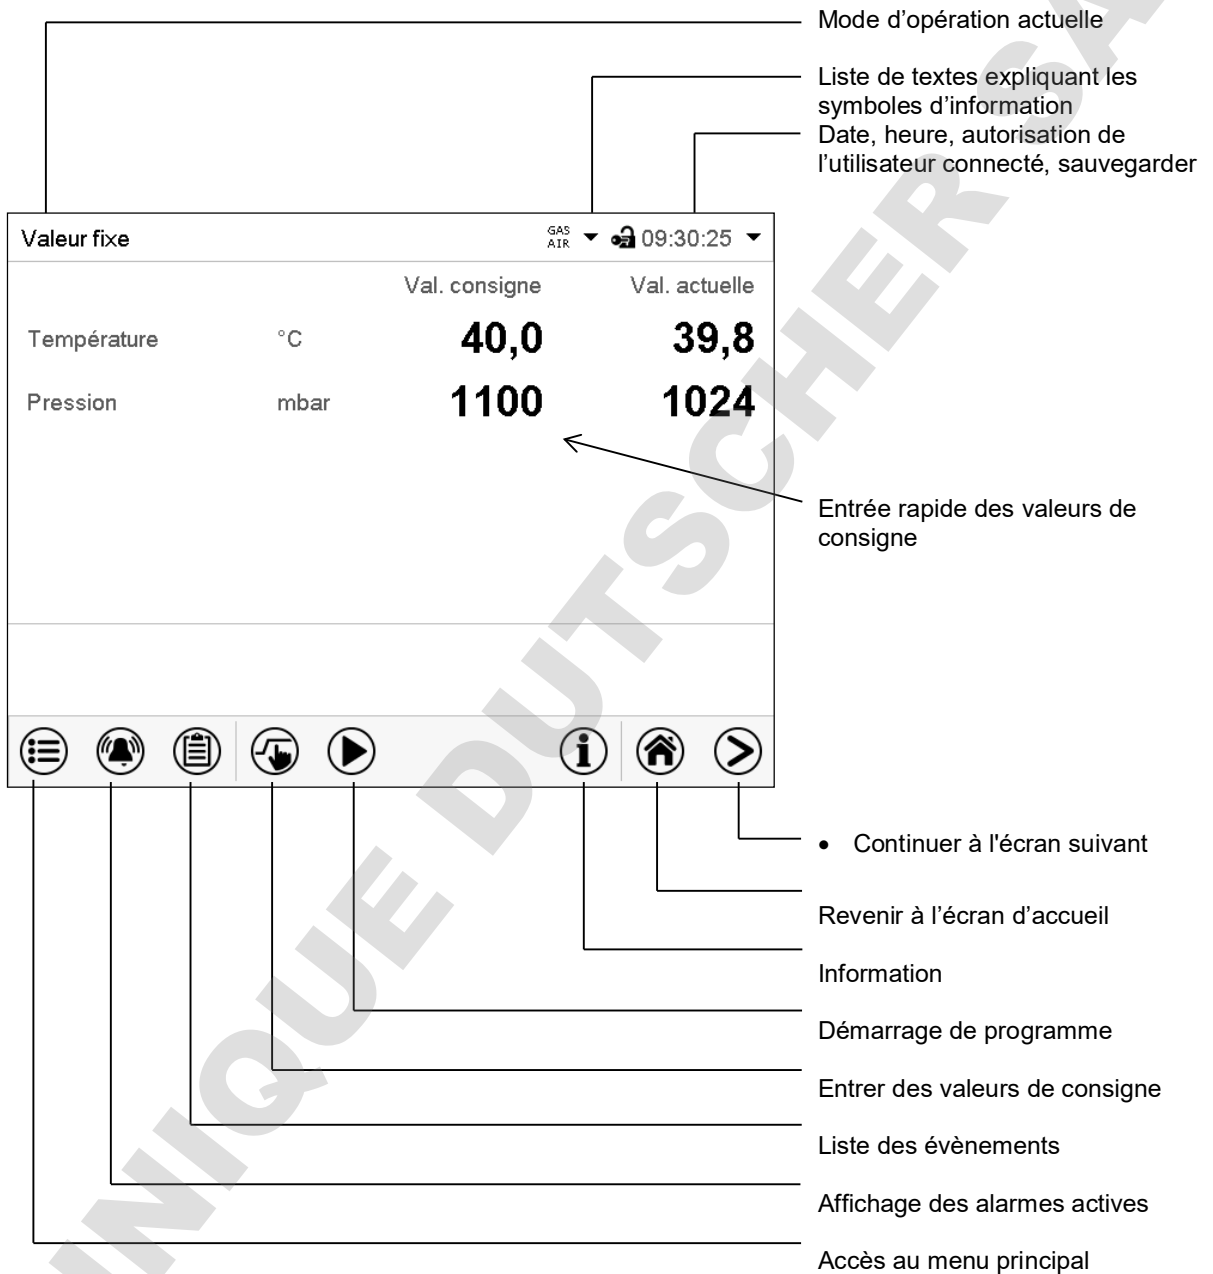 Mode d’opération actuelle
Liste de textes expliquant les
symboles d’information
Date, heure, autorisation de
l’utilisateur connecté, sauvegarder
Valeur fixe
GAS
AIR
09:30:25
Val. consigne Val. actuelle
Température °C 40,0 39,8
Pression mbar 1100 1024
Entrée rapide des valeurs de
consigne
• Continuer à l'écran suivant
Revenir à l’écran d’accueil
Information
Démarrage de programme
Entrer des valeurs de consigne
Liste des évènements
Affichage des alarmes actives
Accès au menu principal
NIQUE DUTSCHER SA